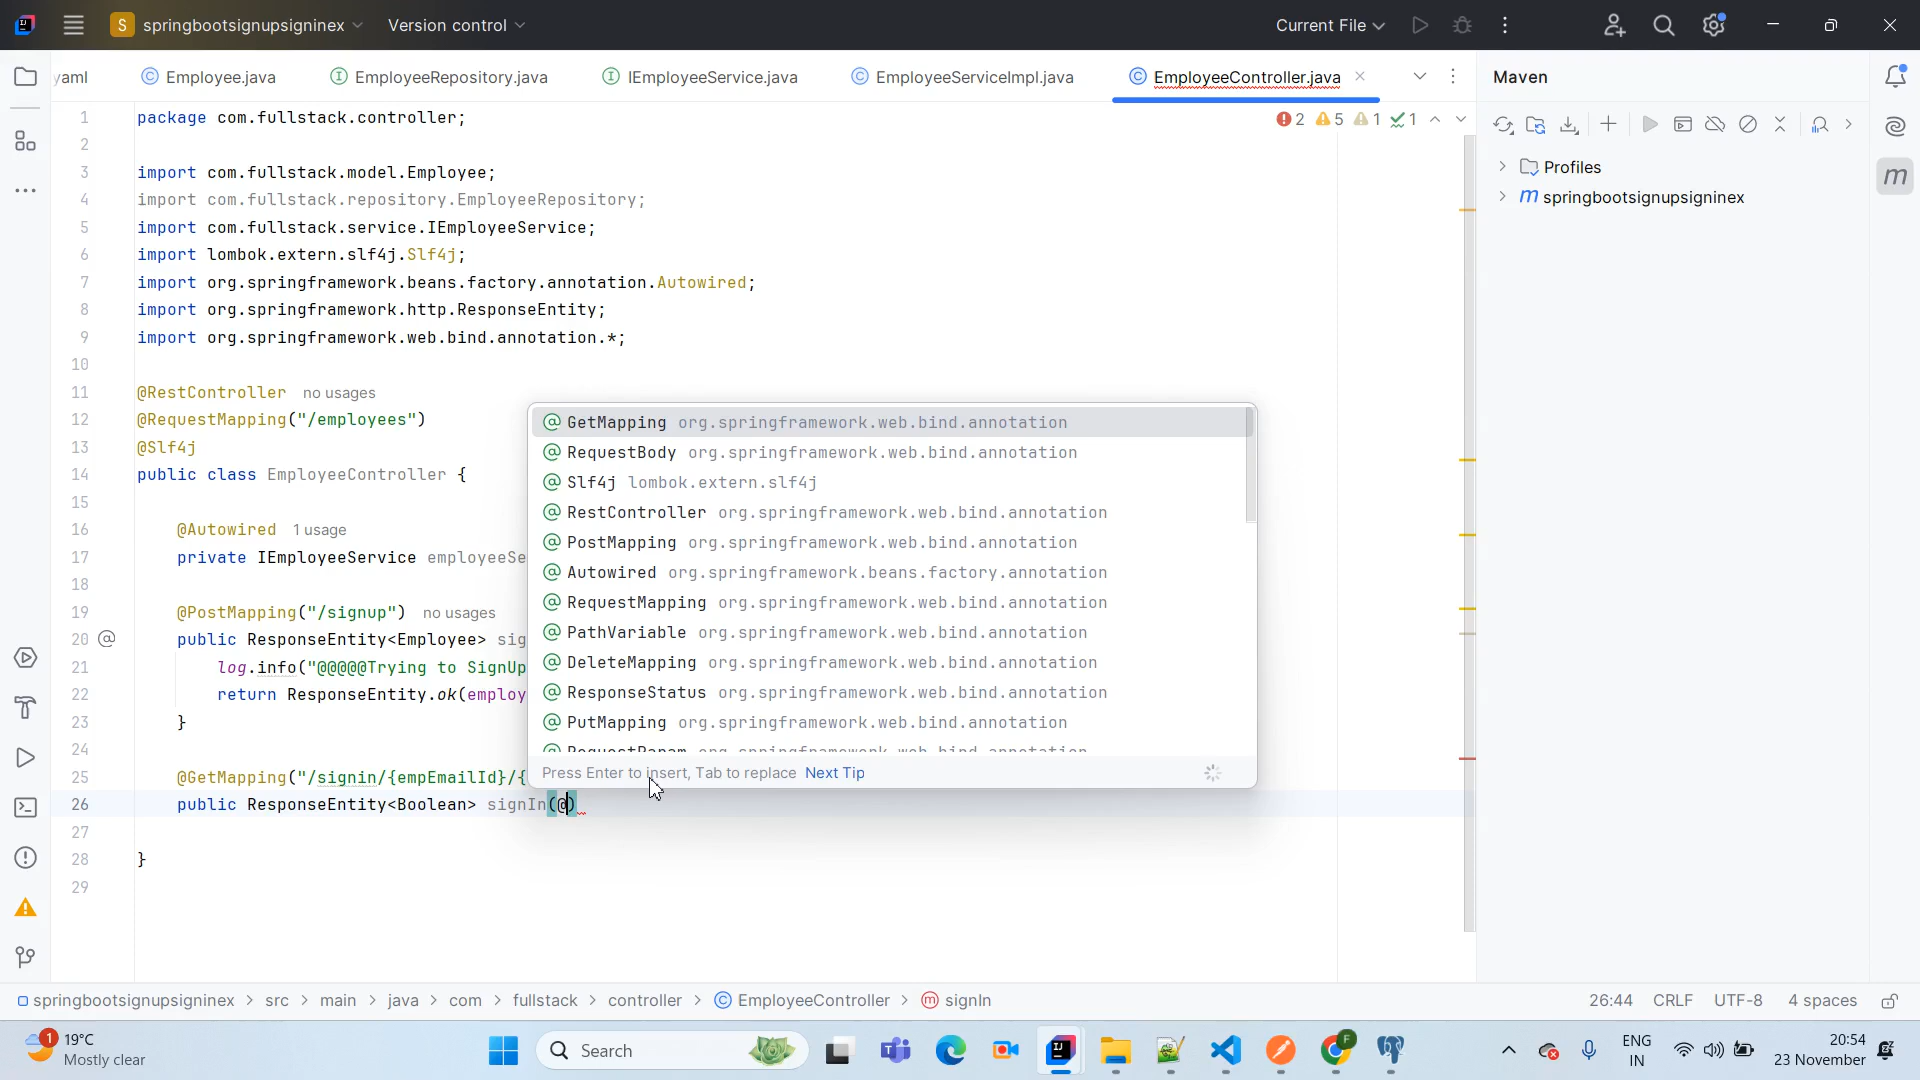 S springbootsignupsigninex Version control Current File
yaml Employee.java EmployeeRepository.java IEmployeeService.java EmployeeServiceImpl.java EmployeeController.java Maven
1 package com.fullstack.controller; 2 5 1 1
2
3 import com.fullstack.model.Employee;
4 import com.fullstack.repository.EmployeeRepository;
5 import com.fullstack.service.IEmployeeService;
6 import lombok.extern.slf4j.Slf4j;
7 import org.springframework.beans.factory.annotation.Autowired;
8 import org.springframework.http.ResponseEntity;
9 import org.springframework.web.bind.annotation.*;
10
11 @RestController no usages
12 @RequestMapping("/employees")
13 @Slf4j
14 public class EmployeeController {
15
16 @Autowired 1 usage
17 private IEmployeeService employeeSe
18
19 @PostMapping("/signup") no usages
20 @ public ResponseEntity<Employee> sig
21 log.info("@@@@@Trying to SignUp
22 return ResponseEntity.ok(employ
23 }
24
25 @GetMapping("/signin/{empEmailId}/{
26 public ResponseEntity<Boolean> signIn(@)
27
28 }
29
@ GetMapping org.springframework.web.bind.annotation
@ RequestBody org.springframework.web.bind.annotation
@ Slf4j lombok.extern.slf4j
@ RestController org.springframework.web.bind.annotation
@ PostMapping org.springframework.web.bind.annotation
@ Autowired org.springframework.beans.factory.annotation
@ RequestMapping org.springframework.web.bind.annotation
@ PathVariable org.springframework.web.bind.annotation
@ DeleteMapping org.springframework.web.bind.annotation
@ ResponseStatus org.springframework.web.bind.annotation
@ PutMapping org.springframework.web.bind.annotation
@ RequestParam org.springframework.web.bind.annotation
Press Enter to insert, Tab to replace Next Tip
Profiles
m springbootsignupsigninex
m
springbootsignupsigninex > src > main > java > com > fullstack > controller > EmployeeController > signIn 26:44 CRLF UTF-8 4 spaces
1 19°C
Mostly clear
Search
ENG
IN
20:54
23 November